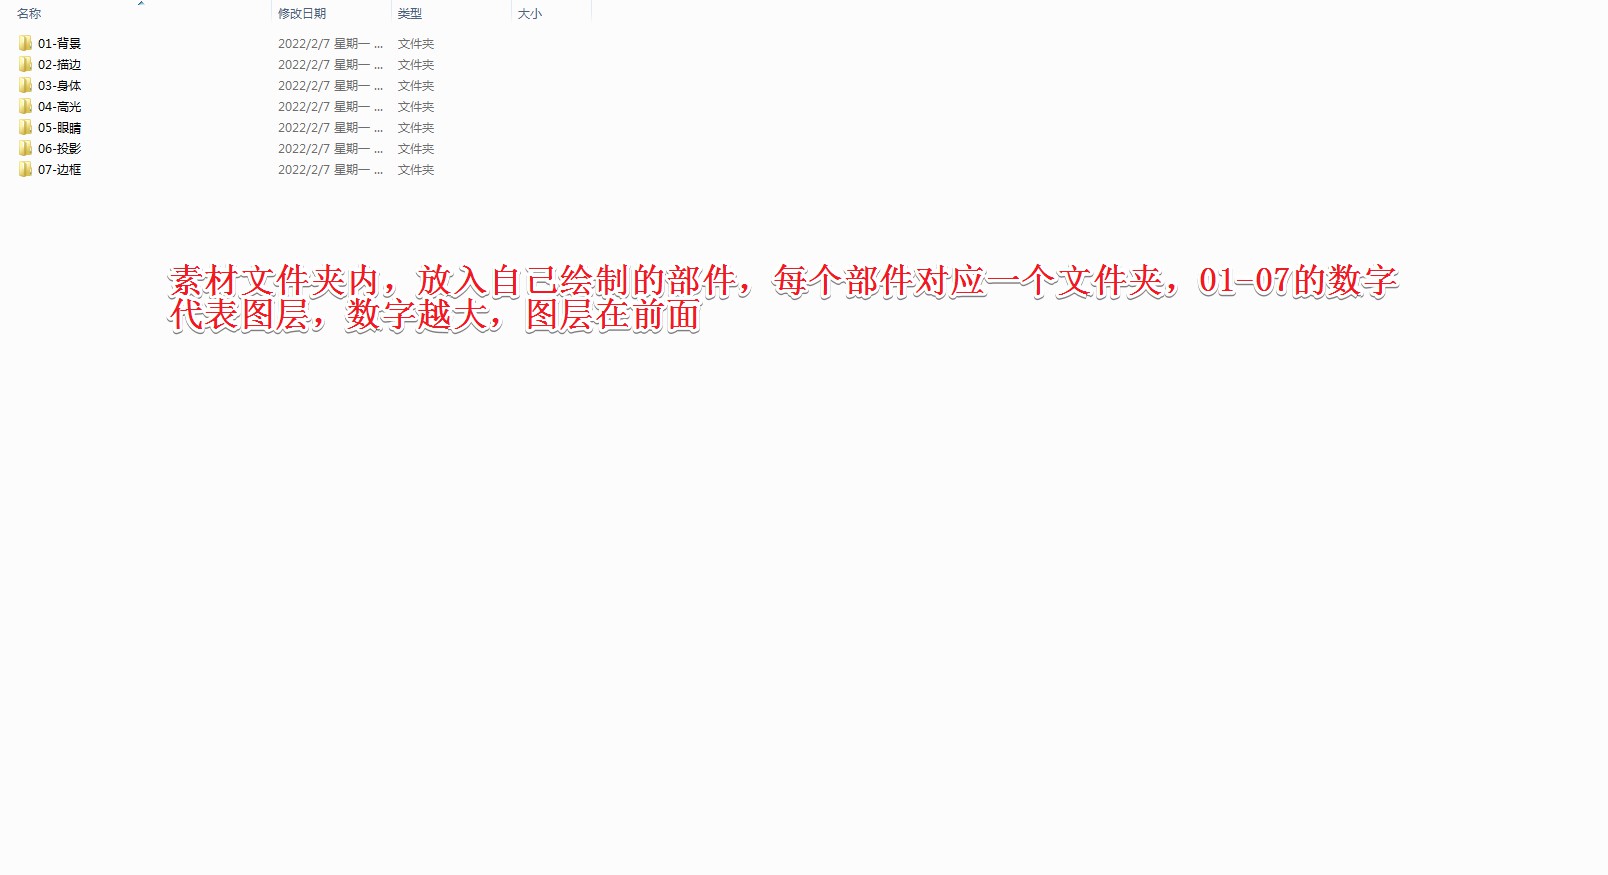 名称 修改日期 类型 大小
01-背景 2022/2/7 星期一 ... 文件夹
02-描边 2022/2/7 星期一 ... 文件夹
03-身体 2022/2/7 星期一 ... 文件夹
04-高光 2022/2/7 星期一 ... 文件夹
05-眼睛 2022/2/7 星期一 ... 文件夹
06-投影 2022/2/7 星期一 ... 文件夹
07-边框 2022/2/7 星期一 ... 文件夹
素材文件夹内，放入自己绘制的部件，每个部件对应一个文件夹，01-07的数字
代表图层，数字越大，图层在前面